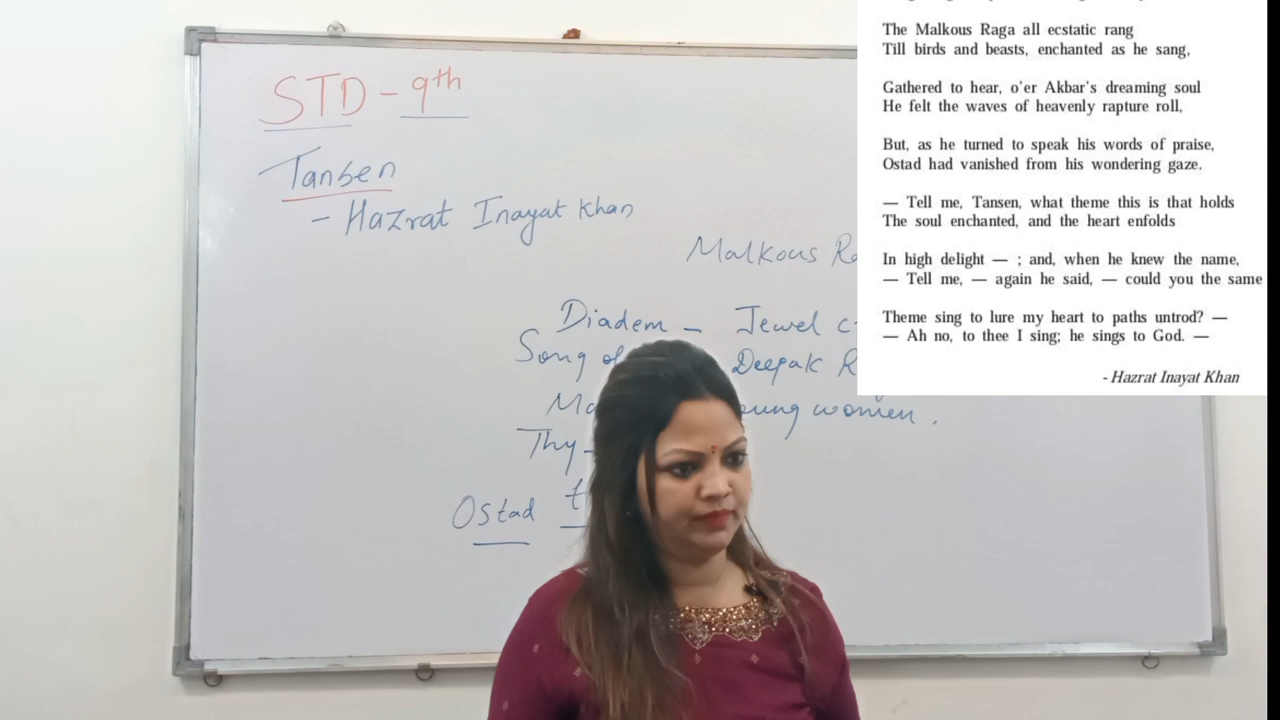 STD - 9th
Tansen
- Hazrat Inayat Khan
Malkous
Diadem - Jewel
Song of Deepak
young women.
Thy -
Ostad
The Malkous Raga all ecstatic rang
Till birds and beasts, enchanted as he sang,
Gathered to hear, o'er Akbar's dreaming soul
He felt the waves of heavenly rapture roll,
But, as he turned to speak his words of praise,
Ostad had vanished from his wondering gaze.
— Tell me, Tansen, what theme this is that holds
The soul enchanted, and the heart enfolds
In high delight — ; and, when he knew the name,
— Tell me, — again he said, — could you the same
Theme sing to lure my heart to paths untrod? —
— Ah no, to thee I sing; he sings to God. —
- Hazrat Inayat Khan